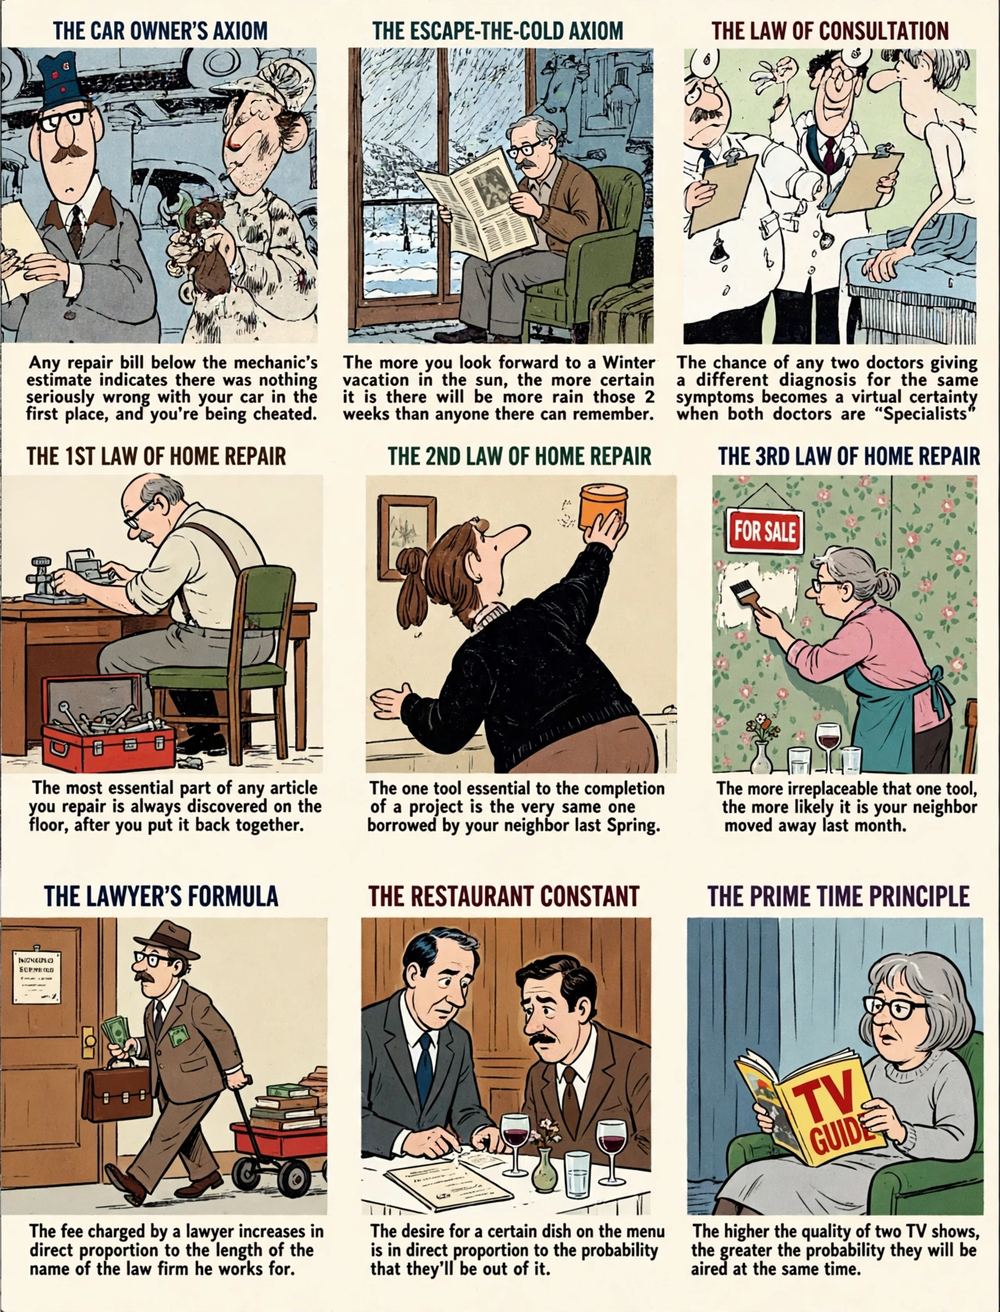 THE CAR OWNER'S AXIOM
Any repair bill below the mechanic's
estimate indicates there was nothing
seriously wrong with your car in the
first place, and you're being cheated.
THE ESCAPE-THE-COLD AXIOM
The more you look forward to a Winter
vacation in the sun, the more certain
it is there will be more rain those 2
weeks than anyone there can remember.
THE LAW OF CONSULTATION
The chance of any two doctors giving
a different diagnosis for the same
symptoms becomes a virtual certainty
when both doctors are "Specialists"
THE 1ST LAW OF HOME REPAIR
The most essential part of any article
you repair is always discovered on the
floor, after you put it back together.
THE 2ND LAW OF HOME REPAIR
The one tool essential to the completion
of a project is the very same one
borrowed by your neighbor last Spring.
THE 3RD LAW OF HOME REPAIR
FOR SALE
The more irreplaceable that one tool,
the more likely it is your neighbor
moved away last month.
THE LAWYER'S FORMULA
The fee charged by a lawyer increases in
direct proportion to the length of the
name of the law firm he works for.
THE RESTAURANT CONSTANT
The desire for a certain dish on the menu
is in direct proportion to the probability
that they'll be out of it.
THE PRIME TIME PRINCIPLE
TV
GUIDE
The higher the quality of two TV shows,
the greater the probability they will be
aired at the same time.